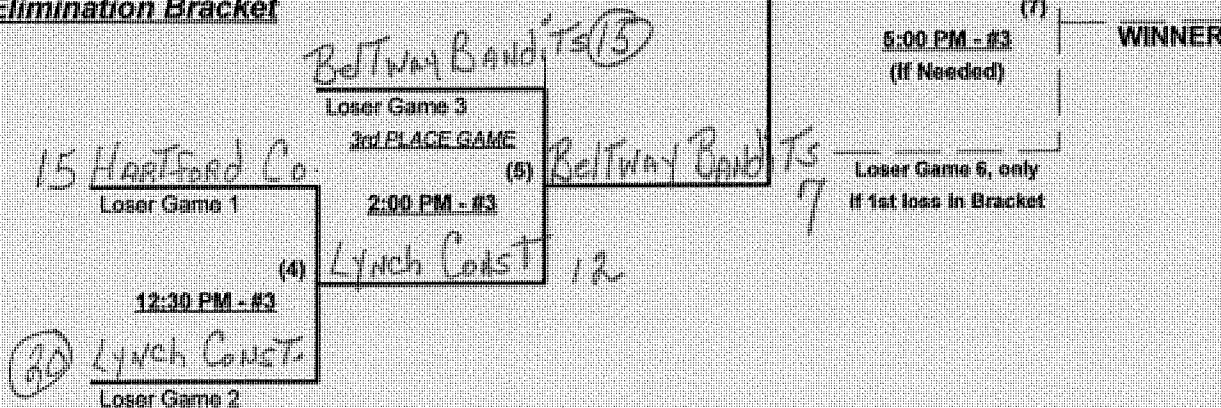 Elimination Bracket
(7)
WINNER
5:00 PM - #3
(If Needed)
BelTway BANdiTs 15
Loser Game 3
3rd PLACE GAME
(5)
BelTway BANdiTs
7
Loser Game 6, only
if 1st loss in Bracket
15 HARTFORD Co.
Loser Game 1
2:00 PM - #3
(4)
LyNch ConsT 12
12:30 PM - #3
20 LyNch CoNsT.
Loser Game 2